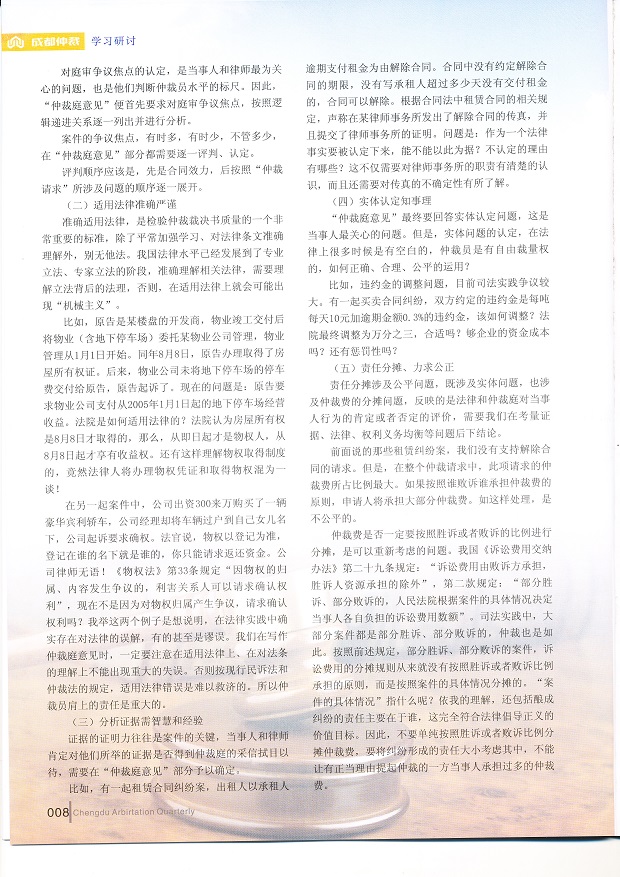 成都仲裁 学习研讨
对庭审争议焦点的认定，是当事人和律师最为关
心的问题，也是他们判断仲裁员水平的标尺。因此，
“仲裁庭意见”便首先要求对庭审争议焦点，按照逻
辑递进关系逐一列出并进行分析。
案件的争议焦点，有时多，有时少，不管多少，
在“仲裁庭意见”部分都需要逐一评判、认定。
评判顺序应该是，先是合同效力，后按照“仲裁
请求”所涉及问题的顺序逐一展开。
（二）适用法律准确严谨
准确适用法律，是检验仲裁裁决书质量的一个非
常重要的标准，除了平常加强学习、对法条文准确
理解外，别无他法。我国法律水平已经发展到了专业
立法、专家立法的阶段，准确理解相关法律，需要理
解立法背后的法理，否则，在适用法律上就会可能出
现“机械主义”。
比如，原告是某楼盘的开发商，物业竣工交付后
将物业（含地下停车场）委托某物业公司管理，物业
管理从1月1日开始。同年8月8日，原告办理取得了房
屋所有权证。后来，物业公司未将地下停车场的停车
费交付给原告，原告起诉了。现在的问题是：原告要
求物业公司支付从2005年1月1日起的地下停车场经营
收益。法院是如何适用法律的？法院认为房屋所有权
是8月8日才取得的，那么，从即日起才是物权人，从
8月8日起才享有收益权。还有这样理解物权取得制度
的，竟然法律人将办理物权凭证和取得物权混为一
谈！
在另一起案件中，公司出资300来万购买了一辆
豪华宾利轿车，公司经理却将车辆过户到自己女儿名
下，公司起诉要求确权。法官说，物权以登记为准，
登记在谁的名下就是谁的，你只能请求返还资金。公
司律师无语！《物权法》第33条规定“因物权的归
属、内容发生争议的，利害关系人可以请求确认权
利”，现在不是因为对物权归属产生争议，请求确认
权利吗？我举这两个例子是想说明，在法律实践中确
实存在对法律的误解，有的甚至是谬误。我们在写作
仲裁庭意见时，一定要注意在适用法律上、在对法条
的理解上不能出现重大的失误。否则按现行民诉法和
仲裁法的规定，适用法律错误是难以救济的。所以仲
裁员肩上的责任是重大的。
（三）分析证据需智慧和经验
证据的证明力往往是案件的关键，当事人和律师
肯定对他们所举的证据是否得到仲裁庭的采信拭目以
待，需要在“仲裁庭意见”部分予以确定。
比如，有一起租赁合同纠纷案，出租人以承租人
逾期支付租金为由解除合同。合同中没有约定解除合
同的期限，没有写承租人超过多少天没有交付租金
的，合同可以解除。根据合同法中租赁合同的相关规
定，声称在某律师事务所发出了解除合同的传真，并
且提交了律师事务所的证明。问题是：作为一个法律
事实要被认定下来，能不能以此为据？不认定的理由
有哪些？这不仅需要对律师事务所的职责有清楚的认
识，而且还需要对传真的不确定性有所了解。
（四）实体认定知事理
“仲裁庭意见”最终要回答实体认定问题，这是
当事人最关心的问题。但是，实体问题的认定，在法
律上很多时候是有空白的，仲裁员是有自由裁量权
的，如何正确、合理、公平的运用？
比如，违约金的调整问题，目前司法实践争议较
大。有一起买卖合同纠纷，双方约定的违约金是每吨
每天10元加逾期金额0.3%的违约金，该如何调整？法
院最终调整为万分之三，合适吗？够企业的资金成本
吗？还有惩罚性吗？
（五）责任分摊、力求公正
责任分摊涉及公平问题，既涉及实体问题，也涉
及仲裁费的分摊问题，反映的是法律和仲裁庭对当事
人行为的肯定或者否定的评价，需要我们在考量证
据、法律、权利义务均衡等问题后下结论。
前面说的那些租赁纠纷案，我们没有支持解除合
同的请求。但是，在整个仲裁请求中，此项请求的仲
裁费所占比例最大。如果按照谁败诉谁承担仲裁费的
原则，申请人将承担大部分仲裁费。如这样处理，是
不公平的。
仲裁费是否一定要按照胜诉或者败诉的比例进行
分摊，是可以重新考虑的问题。我国《诉讼费用交纳
办法》第二十九条规定：“诉讼费用由败诉方承担，
胜诉人资源承担的除外”，第二款规定：“部分胜
诉、部分败诉的，人民法院根据案件的具体情况决定
当事人各自负担的诉讼费用数额”。司法实践中，大
部分案件都是部分胜诉、部分败诉的，仲裁也是如
此。按照前述规定，部分胜诉、部分败诉的案件，诉
讼费用的分摊规则从来就没有按照胜诉或者败诉比例
承担的原则，而是按照案件的具体情况分摊的。“案
件的具体情况”指什么呢？依我的理解，还包括酿成
纠纷的责任主要在于谁，这完全符合法律倡导正义的
价值目标。因此，不要单纯按照胜诉或者败诉比例分
摊仲裁费，要将纠纷形成的责任大小考虑其中，不能
让有正当理由提起仲裁的一方当事人承担过多的仲裁
费。
008 Chengdu Arbirtation Quarterly